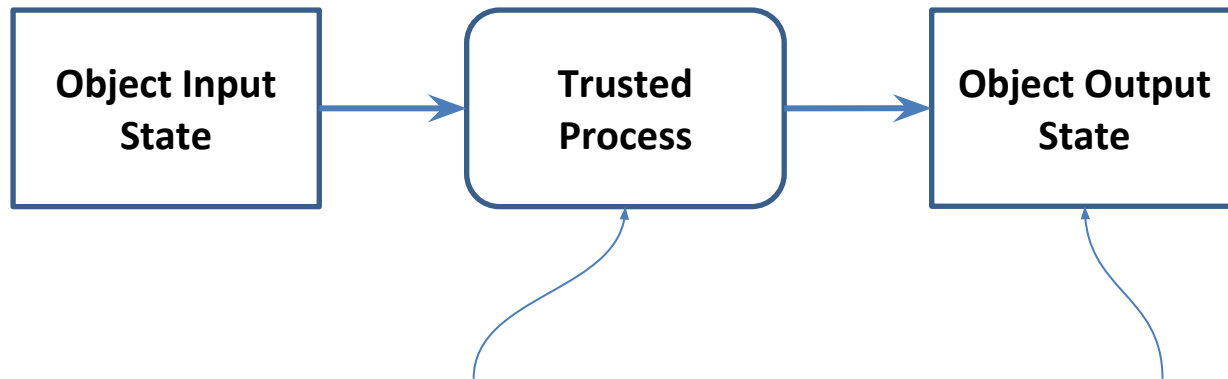 Object Input
State
Trusted
Process
Object Output
State